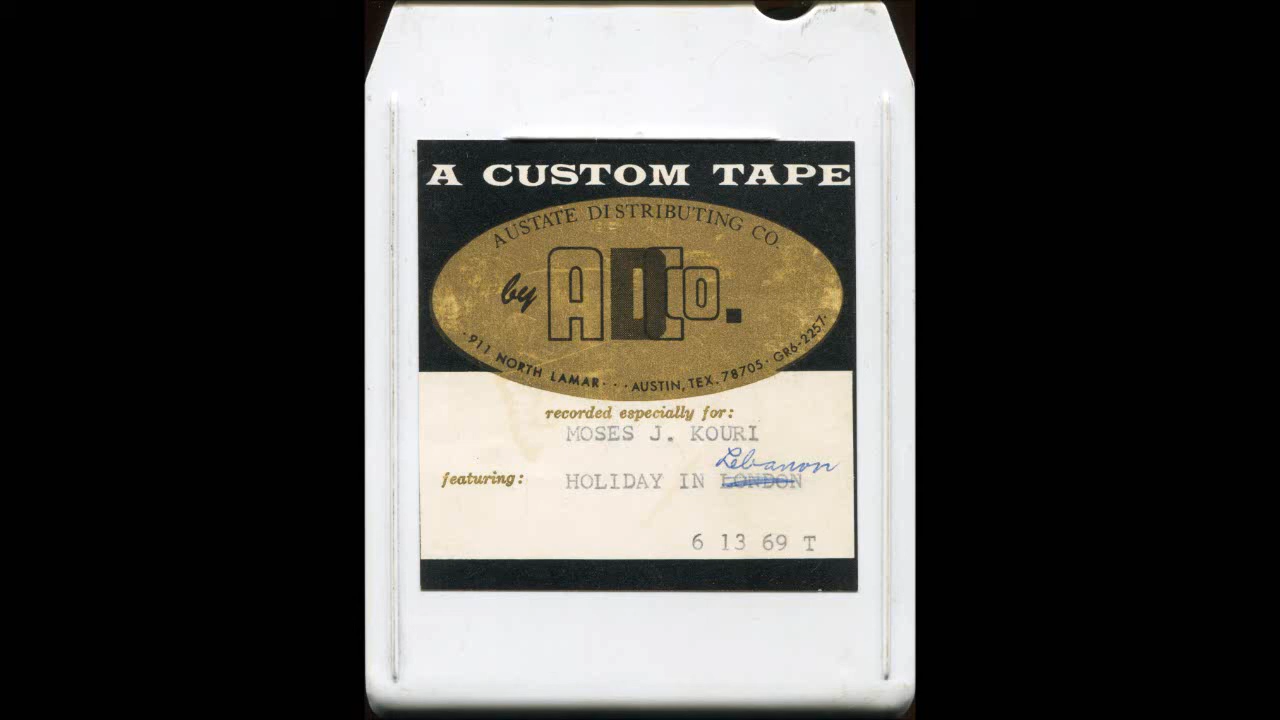 A CUSTOM TAPE
AUSTATE DISTRIBUTING CO.
by ADCO.
·911 NORTH LAMAR···AUSTIN, TEX. 78705·GR6-2257·
recorded especially for:
MOSES J. KOURI
Lebanon
featuring: HOLIDAY IN LONDON
6 13 69 T